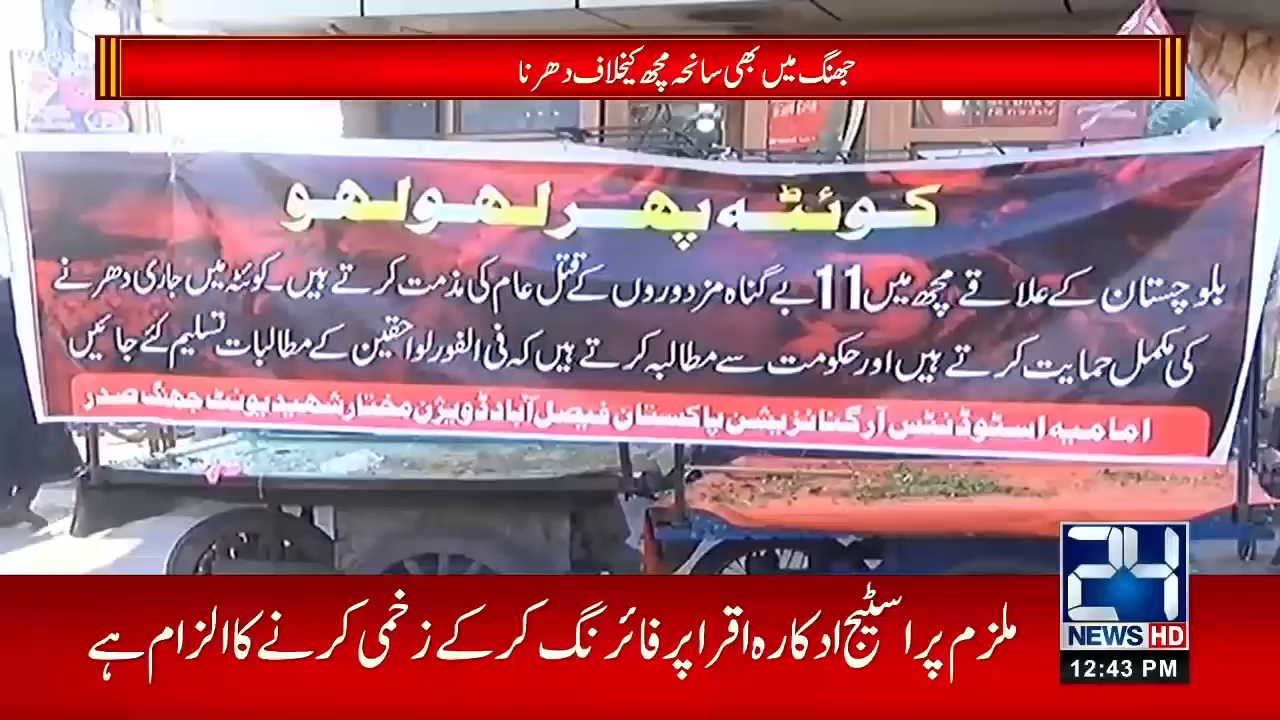 جھنگ میں بھی سانحہ مچھ کیخلاف دھرنا
کوئٹہ پھر لہو لہو
بلوچستان کے علاقے مچھ میں 11 بے گناہ مزدوروں کے قتل عام کی مذمت کرتے ہیں۔ کوئٹہ میں جاری دھرنے
کی مکمل حمایت کرتے ہیں اور حکومت سے مطالبہ کرتے ہیں کہ فی الفور لواحقین کے مطالبات تسلیم کئے جائیں
امامیہ اسٹوڈنٹس آرگنائزیشن پاکستان فیصل آباد ڈویژن مختار شہید یونٹ جھنگ صدر
24
NEWS HD
ملزم پر اسٹیج ادکارہ اقرا پر فائرنگ کر کے زخمی کرنے کا الزام ہے
12:43 PM